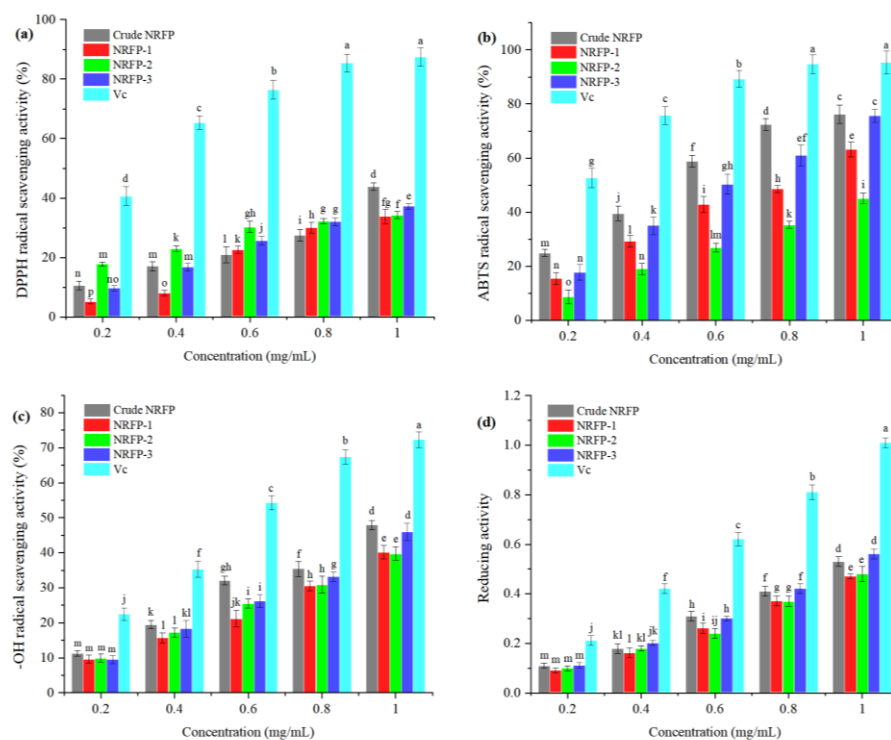 (a)
Crude NRFP
NRFP-1
NRFP-2
NRFP-3
Vc
DPPH radical scavenging activity (%)
100
80
60
40
20
0
n p m no d
m o k m c
l k gh j b
i h g g a
d fg f e a
0.2 0.4 0.6 0.8 1
Concentration (mg/mL)
(b)
Crude NRFP
NRFP-1
NRFP-2
NRFP-3
Vc
ABTS radical scavenging activity (%)
100
80
60
40
20
0
m n o n g
j l n k c
f i lm gh b
d h k ef a
c e i c a
0.2 0.4 0.6 0.8 1
Concentration (mg/mL)
(c)
Crude NRFP
NRFP-1
NRFP-2
NRFP-3
Vc
-OH radical scavenging activity (%)
80
70
60
50
40
30
20
10
0
m m m m j
k l l kl f
gh jk i i c
f h h g b
d e e d a
0.2 0.4 0.6 0.8 1
Concentration (mg/mL)
(d)
Crude NRFP
NRFP-1
NRFP-2
NRFP-3
Vc
Reducing activity
1.2
1.0
0.8
0.6
0.4
0.2
0.0
m m m m j
kl l kl jk f
h i ij h c
f g g f b
d e e d a
0.2 0.4 0.6 0.8 1
Concentration (mg/mL)